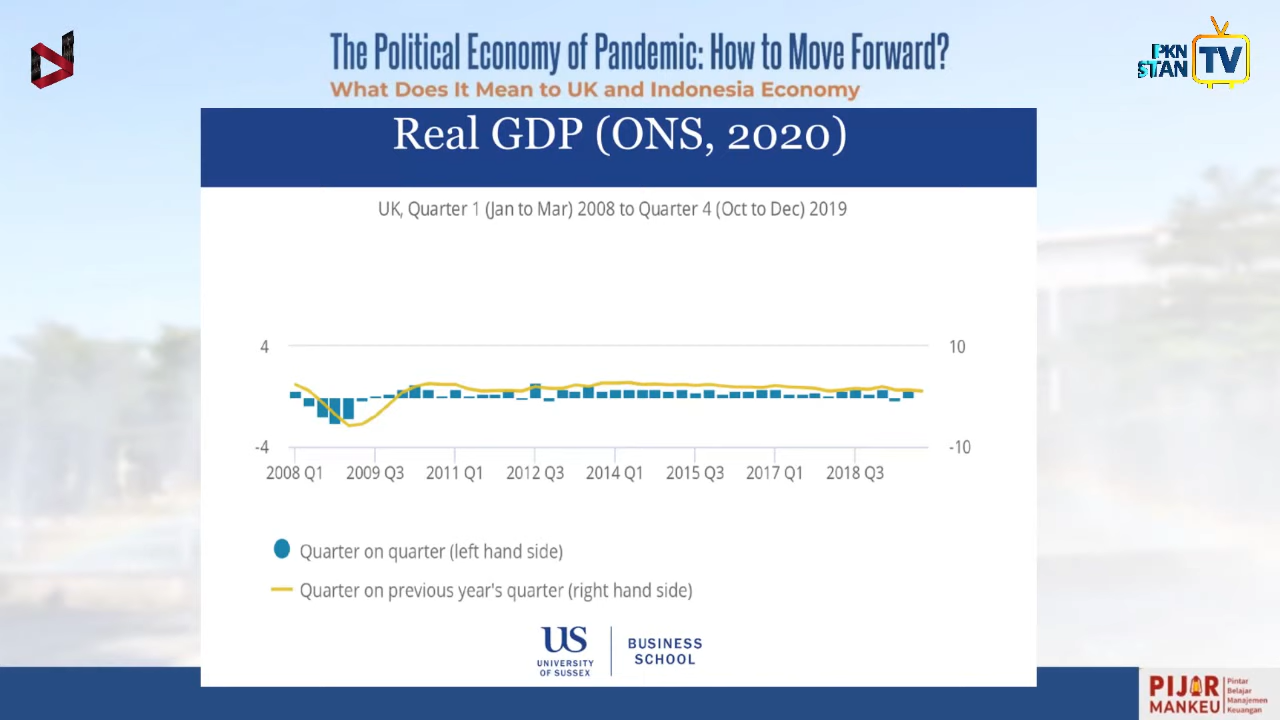 The Political Economy of Pandemic: How to Move Forward?
What Does It Mean to UK and Indonesia Economy
PKN
STAN
TV
Real GDP (ONS, 2020)
UK, Quarter 1 (Jan to Mar) 2008 to Quarter 4 (Oct to Dec) 2019
4
10
-4
-10
2008 Q1
2009 Q3
2011 Q1
2012 Q3
2014 Q1
2015 Q3
2017 Q1
2018 Q3
Quarter on quarter (left hand side)
Quarter on previous year's quarter (right hand side)
US
UNIVERSITY
OF SUSSEX
BUSINESS
SCHOOL
PIJAR
MANKEU
Pintar
Belajar
Manajemen
Keuangan